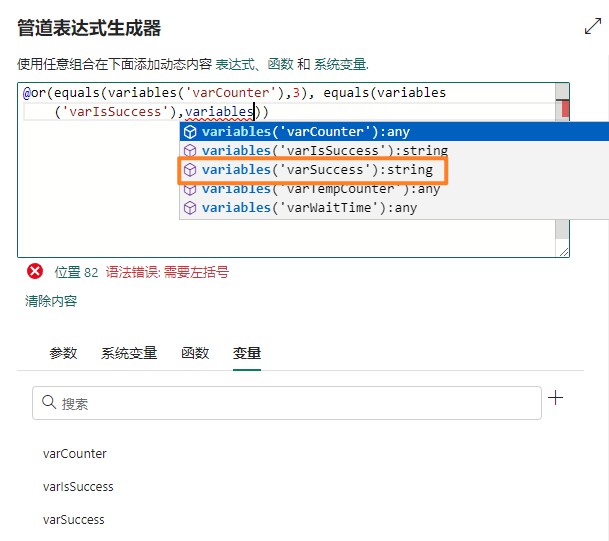 管道表达式生成器
使用任意组合在下面添加动态内容 表达式、函数 和 系统变量.
@or(equals(variables('varCounter'),3), equals(variables
('varIsSuccess'),variables))
variables('varCounter'):any
variables('varIsSuccess'):string
variables('varSuccess'):string
variables('varTempCounter'):any
variables('varWaitTime'):any
位置 82 语法错误: 需要左括号
清除内容
参数 系统变量 函数 变量
搜索
varCounter
varIsSuccess
varSuccess